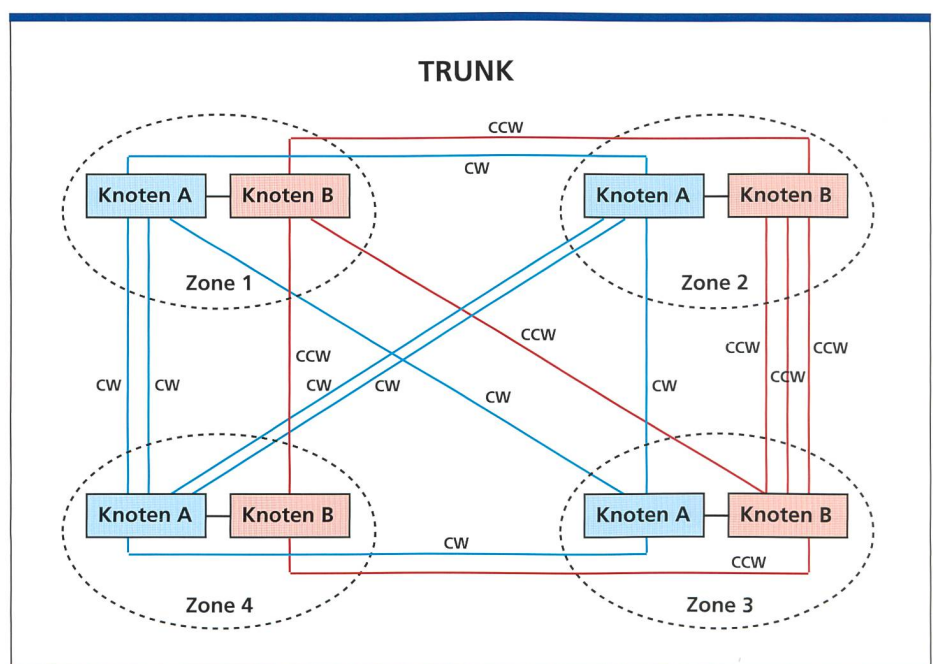 TRUNK
CCW
CW
Knoten A
Knoten B
Knoten A
Knoten B
Zone 1
Zone 2
CCW
CCW
CCW
CCW
CW
CW
CW
CW
CW
CCW
CW
Knoten A
Knoten B
Knoten A
Knoten B
CW
CCW
Zone 4
Zone 3